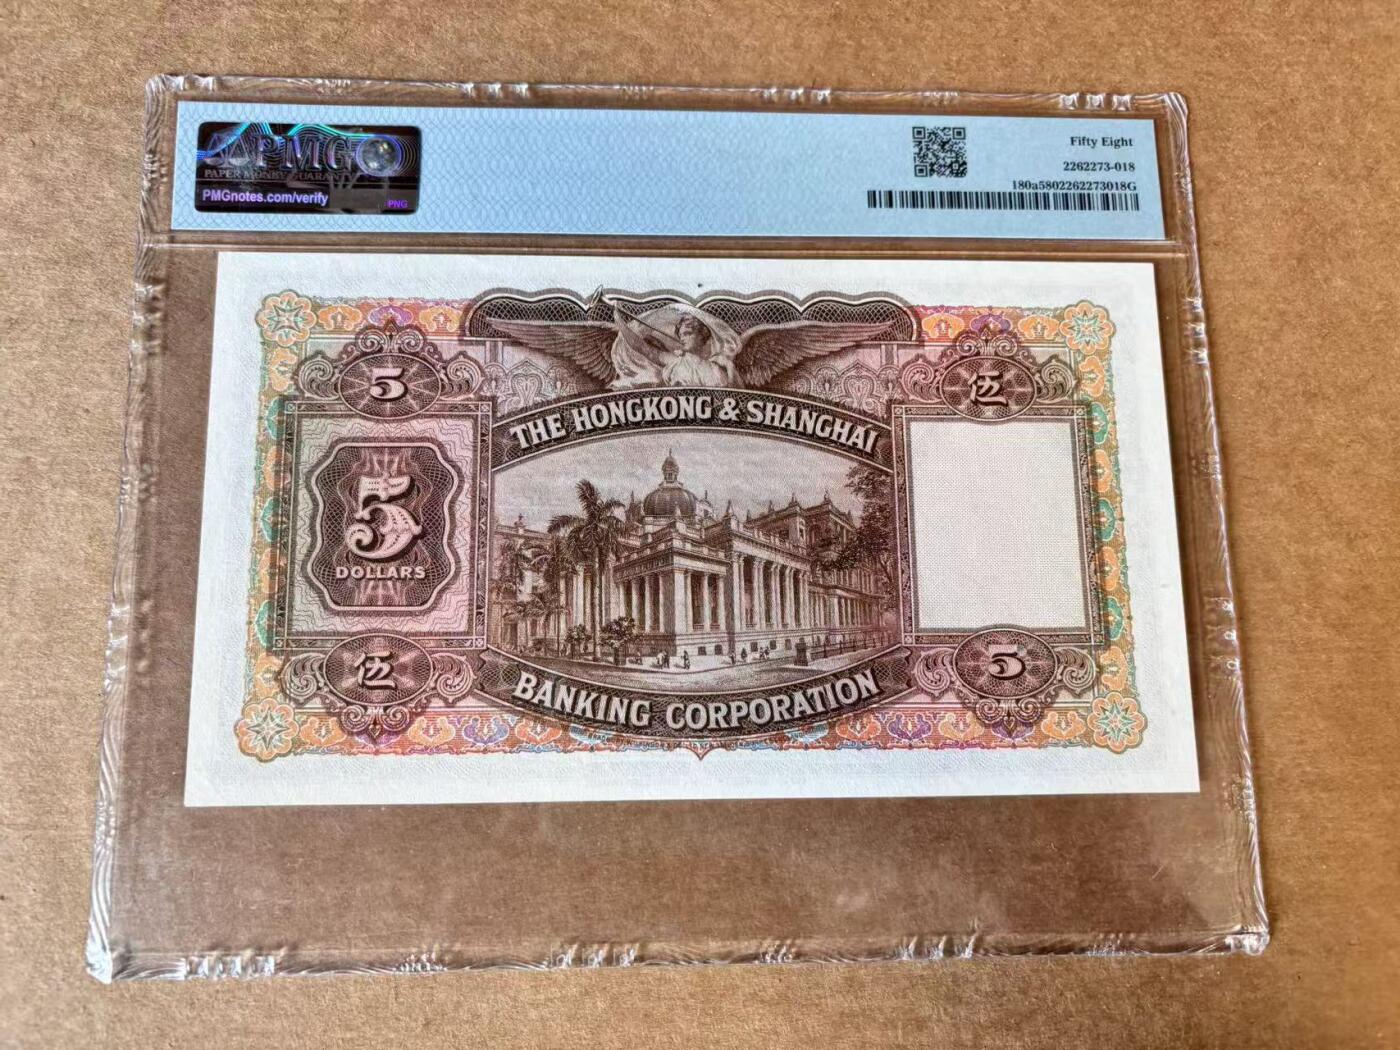 PMG
PAPER MONEY GUARANTY
PMGnotes.com/verify
PNG
Fifty Eight
2262273-018
180a5802262273018G
5
伍
THE HONGKONG & SHANGHAI
5
DOLLARS
伍
5
BANKING CORPORATION